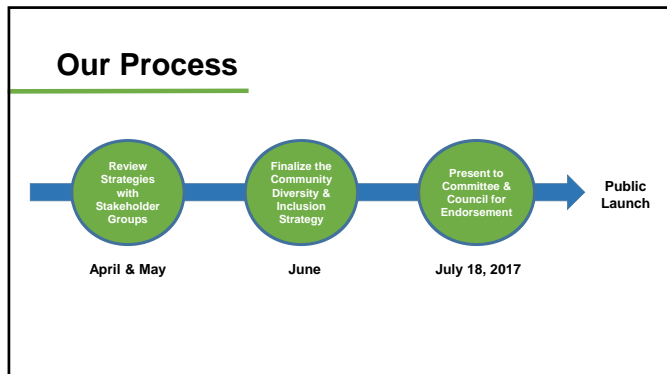 Our Process
Review
Strategies
with
Stakeholder
Groups
Finalize the
Community
Diversity &
Inclusion
Strategy
Present to
Committee &
Council for
Endorsement
Public
Launch
April & May
June
July 18, 2017